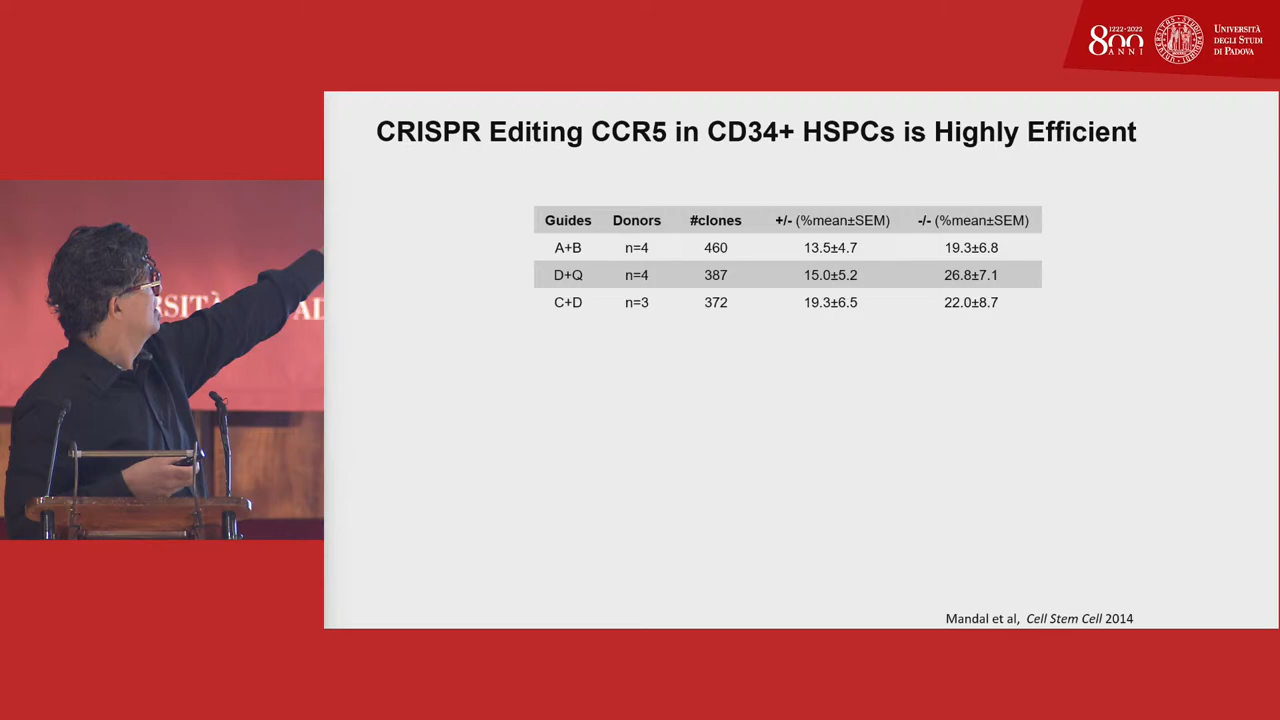 1222-2022
800
ANNI
UNIVERSITÀ
DEGLI STUDI
DI PADOVA
CRISPR Editing CCR5 in CD34+ HSPCs is Highly Efficient
Guides Donors #clones +/- (%mean±SEM) -/- (%mean±SEM)
A+B n=4 460 13.5±4.7 19.3±6.8
D+Q n=4 387 15.0±5.2 26.8±7.1
C+D n=3 372 19.3±6.5 22.0±8.7
Mandal et al, Cell Stem Cell 2014